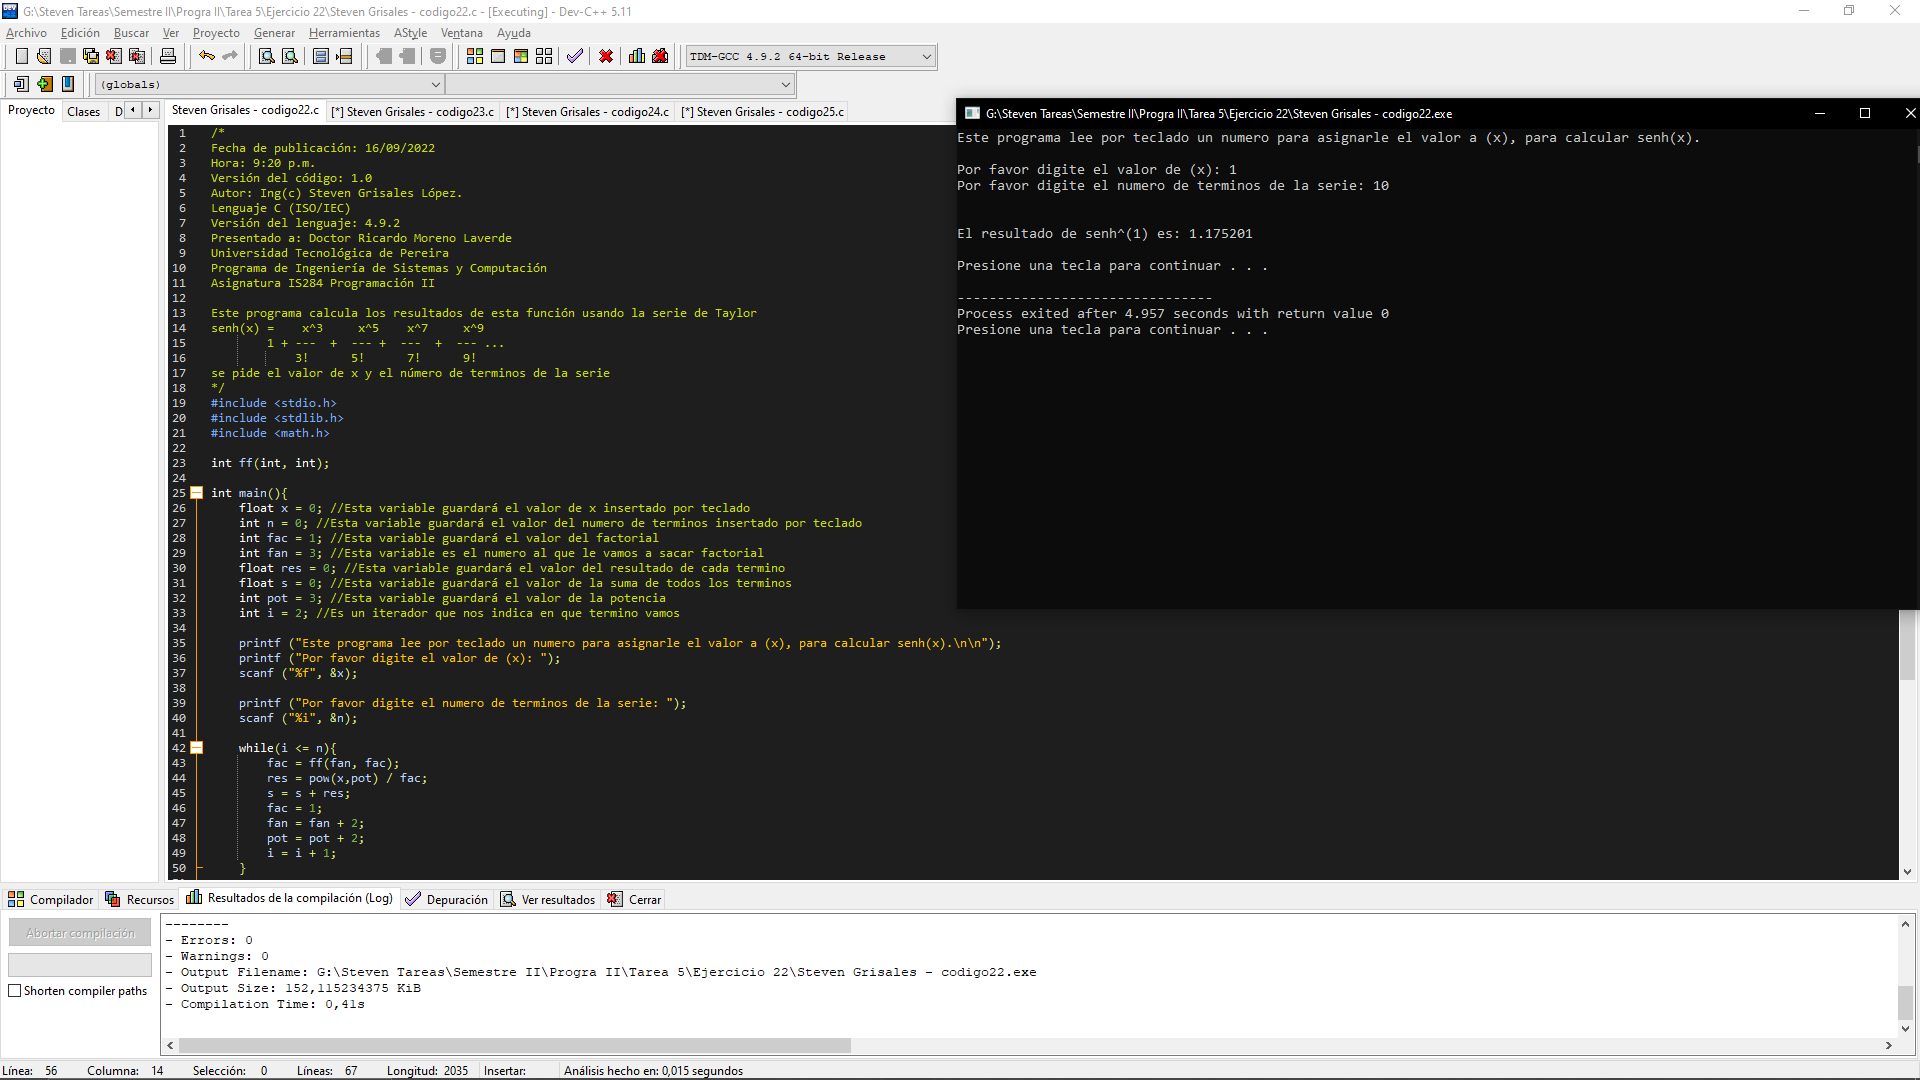 G:\Steven Tareas\Semestre II\Progra II\Tarea 5\Ejercicio 22\Steven Grisales - codigo22.c - [Executing] - Dev-C++ 5.11
Archivo Edición Buscar Ver Proyecto Generar Herramientas AStyle Ventana Ayuda
TDM-GCC 4.9.2 64-bit Release
(globals)
Proyecto Clases D
Steven Grisales - codigo22.c [*] Steven Grisales - codigo23.c [*] Steven Grisales - codigo24.c [*] Steven Grisales - codigo25.c
1 /*
2 Fecha de publicación: 16/09/2022
3 Hora: 9:20 p.m.
4 Versión del código: 1.0
5 Autor: Ing(c) Steven Grisales López.
6 Lenguaje C (ISO/IEC)
7 Versión del lenguaje: 4.9.2
8 Presentado a: Doctor Ricardo Moreno Laverde
9 Universidad Tecnológica de Pereira
10 Programa de Ingeniería de Sistemas y Computación
11 Asignatura IS284 Programación II
12
13 Este programa calcula los resultados de esta función usando la serie de Taylor
14 senh(x) =    x^3     x^5    x^7     x^9
15         1 + ---  +  --- +  ---  +  --- ...
16             3!      5!      7!      9!
17 se pide el valor de x y el número de terminos de la serie
18 */
19 #include <stdio.h>
20 #include <stdlib.h>
21 #include <math.h>
22
23 int ff(int, int);
24
25 int main(){
26     float x = 0; //Esta variable guardará el valor de x insertado por teclado
27     int n = 0; //Esta variable guardará el valor del numero de terminos insertado por teclado
28     int fac = 1; //Esta variable guardará el valor del factorial
29     int fan = 3; //Esta variable es el numero al que le vamos a sacar factorial
30     float res = 0; //Esta variable guardará el valor del resultado de cada termino
31     float s = 0; //Esta variable guardará el valor de la suma de todos los terminos
32     int pot = 3; //Esta variable guardará el valor de la potencia
33     int i = 2; //Es un iterador que nos indica en que termino vamos
34
35     printf ("Este programa lee por teclado un numero para asignarle el valor a (x), para calcular senh(x).\n\n");
36     printf ("Por favor digite el valor de (x): ");
37     scanf ("%f", &x);
38
39     printf ("Por favor digite el numero de terminos de la serie: ");
40     scanf ("%i", &n);
41
42     while(i <= n){
43         fac = ff(fan, fac);
44         res = pow(x,pot) / fac;
45         s = s + res;
46         fac = 1;
47         fan = fan + 2;
48         pot = pot + 2;
49         i = i + 1;
50     }
G:\Steven Tareas\Semestre II\Progra II\Tarea 5\Ejercicio 22\Steven Grisales - codigo22.exe
Este programa lee por teclado un numero para asignarle el valor a (x), para calcular senh(x).
Por favor digite el valor de (x): 1
Por favor digite el numero de terminos de la serie: 10
El resultado de senh^(1) es: 1.175201
Presione una tecla para continuar . . .
--------------------------------
Process exited after 4.957 seconds with return value 0
Presione una tecla para continuar . . .
Compilador Recursos Resultados de la compilación (Log) Depuración Ver resultados Cerrar
Abortar compilación
Shorten compiler paths
--------
- Errors: 0
- Warnings: 0
- Output Filename: G:\Steven Tareas\Semestre II\Progra II\Tarea 5\Ejercicio 22\Steven Grisales - codigo22.exe
- Output Size: 152,115234375 KiB
- Compilation Time: 0,41s
Línea: 56 Columna: 14 Selección: 0 Líneas: 67 Longitud: 2035 Insertar: Análisis hecho en: 0,015 segundos